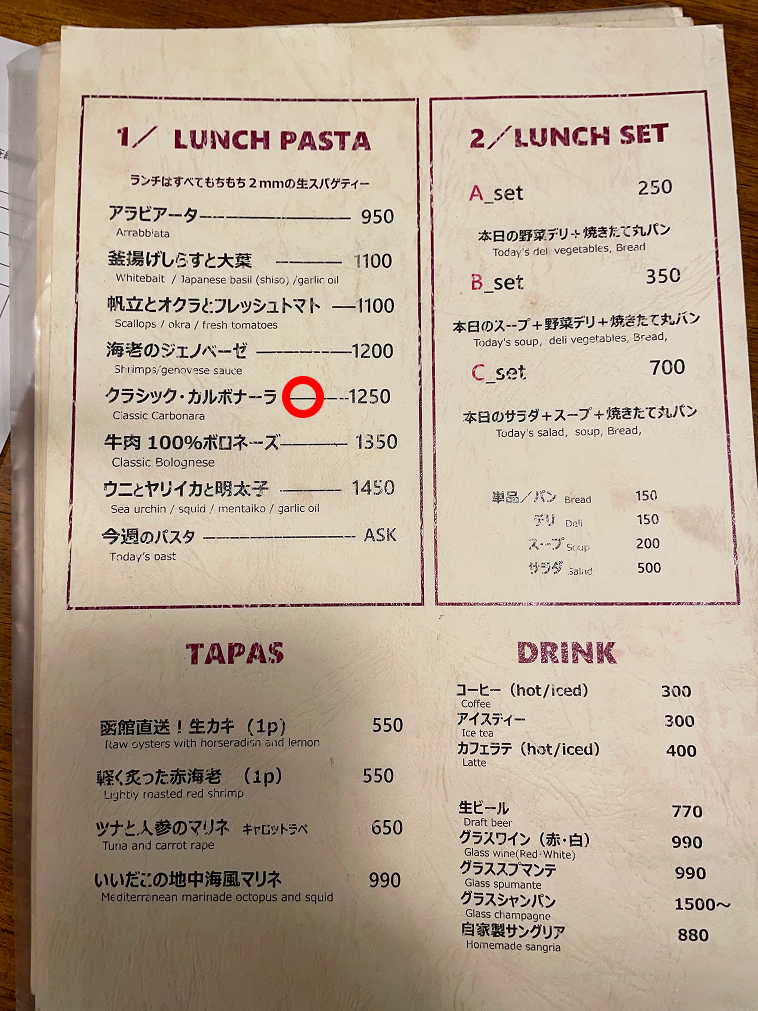 1/ LUNCH PASTA
ランチはすべてもちもち2mmの生スパゲティー
アラビアータ 950
Arrabbiata
釜揚げしらすと大葉 1100
Whitebait / Japanese basil (shiso) /garlic oil
帆立とオクラとフレッシュトマト 1100
Scallops / okra / fresh tomatoes
海老のジェノベーゼ 1200
Shrimps/genovese sauce
クラシック・カルボナーラ 1250
Classic Carbonara
牛肉 100%ボロネーズ 1350
Classic Bolognese
ウニとヤリイカと明太子 1450
Sea urchin / squid / mentaiko / garlic oil
今週のパスタ ASK
Today's past
2/LUNCH SET
A_set 250
本日の野菜デリ+焼きたて丸パン
Today's deli vegetables, Bread
B_set 350
本日のスープ+野菜デリ+焼きたて丸パン
Today's soup, deli vegetables, Bread,
C_set 700
本日のサラダ+スープ+焼きたて丸パン
Today's salad, soup, Bread,
単品/パン Bread 150
デリ Deli 150
スープ Soup 200
サラダ Salad 500
TAPAS
函館直送!生カキ (1p) 550
Raw oysters with horseradish and lemon
軽く炙った赤海老 (1p) 550
Lightly roasted red shrimp
ツナと人参のマリネ キャロットラペ 650
Tuna and carrot rape
いいだこの地中海風マリネ 990
Mediterranean marinade octopus and squid
DRINK
コーヒー (hot/iced) 300
Coffee
アイスティー 300
Ice tea
カフェラテ (hot/iced) 400
Latte
生ビール 770
Draft beer
グラスワイン (赤・白) 990
Glass wine(Red・White)
グラススプマンテ 990
Glass spumante
グラスシャンパン 1500〜
Glass champagne
自家製サングリア 880
Homemade sangria